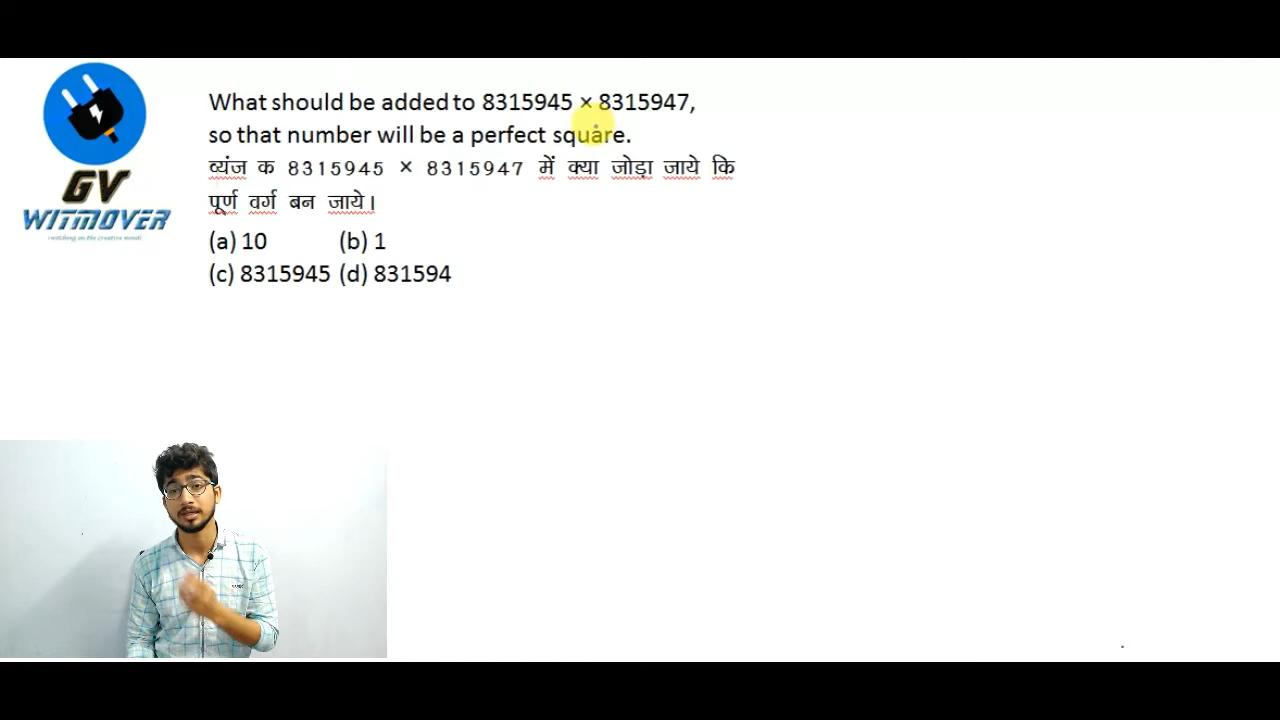 GV
WITMOVER
What should be added to 8315945 × 8315947,
so that number will be a perfect square.
व्यंज क 8315945 × 8315947 में क्या जोड़ा जाये कि
पूर्ण वर्ग बन जाये।
(a) 10 (b) 1
(c) 8315945 (d) 831594